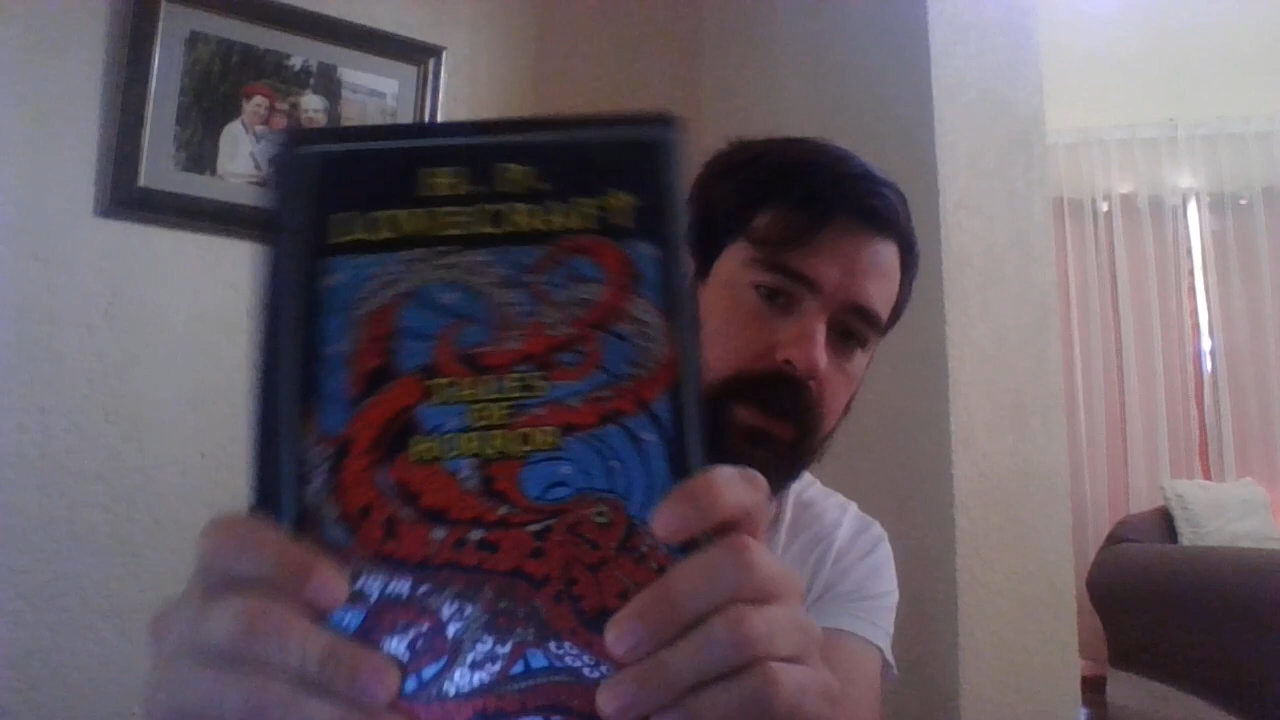 H. P.
LOVECRAFT
TALES
OF
HORROR